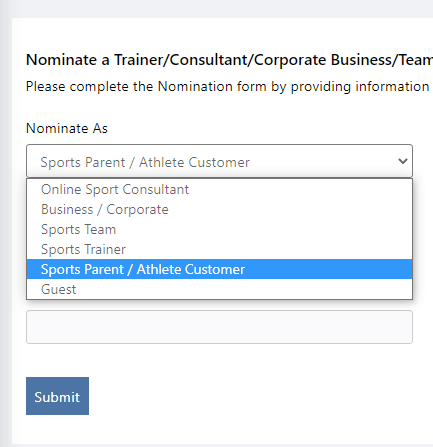 Nominate a Trainer/Consultant/Corporate Business/Team
Please complete the Nomination form by providing information
Nominate As
Sports Parent / Athlete Customer
Online Sport Consultant
Business / Corporate
Sports Team
Sports Trainer
Sports Parent / Athlete Customer
Guest
Submit